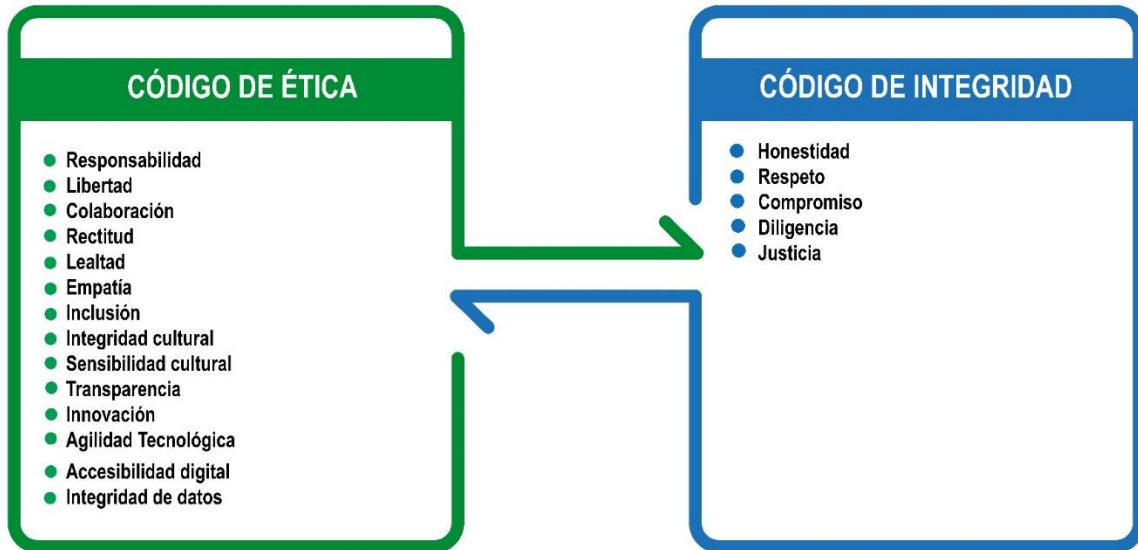 CÓDIGO DE ÉTICA
Responsabilidad
Libertad
Colaboración
Rectitud
Lealtad
Empatía
Inclusión
Integridad cultural
Sensibilidad cultural
Transparencia
Innovación
Agilidad Tecnológica
Accesibilidad digital
Integridad de datos
CÓDIGO DE INTEGRIDAD
Honestidad
Respeto
Compromiso
Diligencia
Justicia